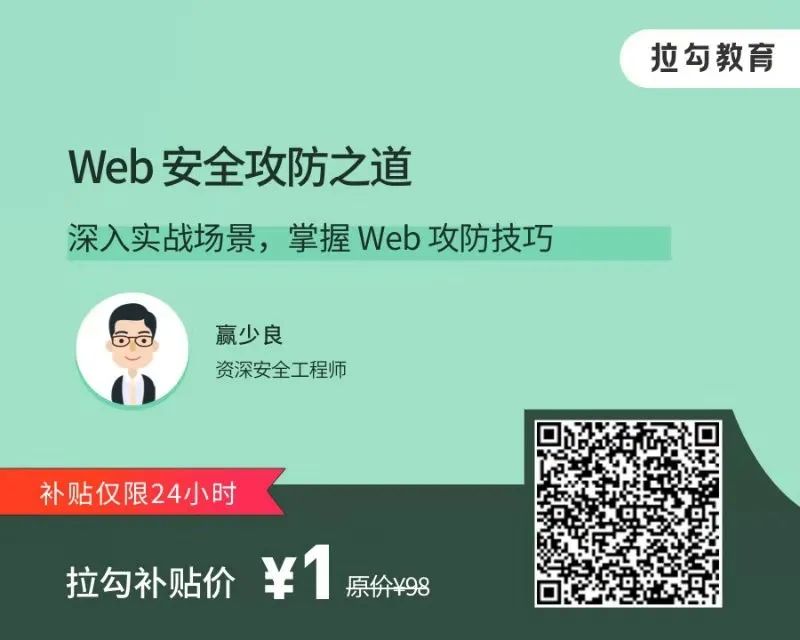 拉勾教育
Web 安全攻防之道
深入实战场景，掌握 Web 攻防技巧
赢少良
资深安全工程师
补贴仅限24小时
拉勾补贴价 ¥1 原价¥98